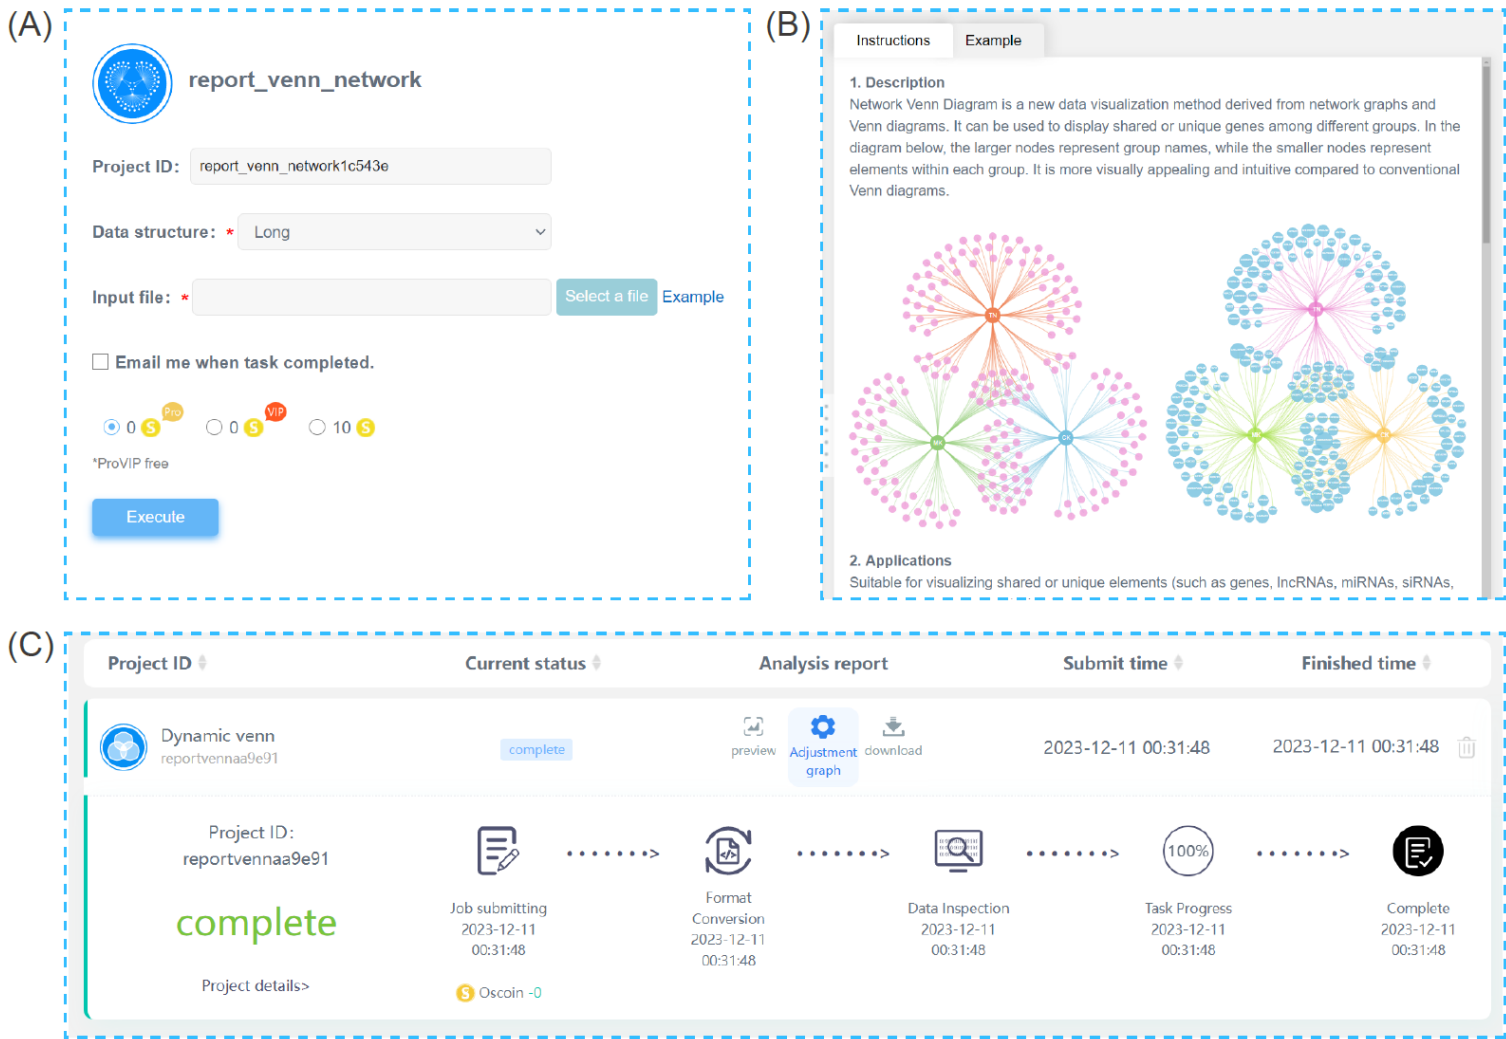 (A)
report_venn_network
Project ID: report_venn_network1c543e
Data structure: * Long
Input file: * Select a file Example
Email me when task completed.
0 S Pro 0 S VIP 10 S
*ProVIP free
Execute
(B)
Instructions Example
1. Description
Network Venn Diagram is a new data visualization method derived from network graphs and
Venn diagrams. It can be used to display shared or unique genes among different groups. In the
diagram below, the larger nodes represent group names, while the smaller nodes represent
elements within each group. It is more visually appealing and intuitive compared to conventional
Venn diagrams.
2. Applications
Suitable for visualizing shared or unique elements (such as genes, lncRNAs, miRNAs, siRNAs,
(C)
Project ID Current status Analysis report Submit time Finished time
Dynamic venn
reportvennaa9e91
complete
preview
Adjustment
graph
download
2023-12-11 00:31:48
2023-12-11 00:31:48
Project ID:
reportvennaa9e91
complete
Project details>
Job submitting
2023-12-11
00:31:48
S Oscoin -0
Format
Conversion
2023-12-11
00:31:48
Data Inspection
2023-12-11
00:31:48
100%
Task Progress
2023-12-11
00:31:48
Complete
2023-12-11
00:31:48